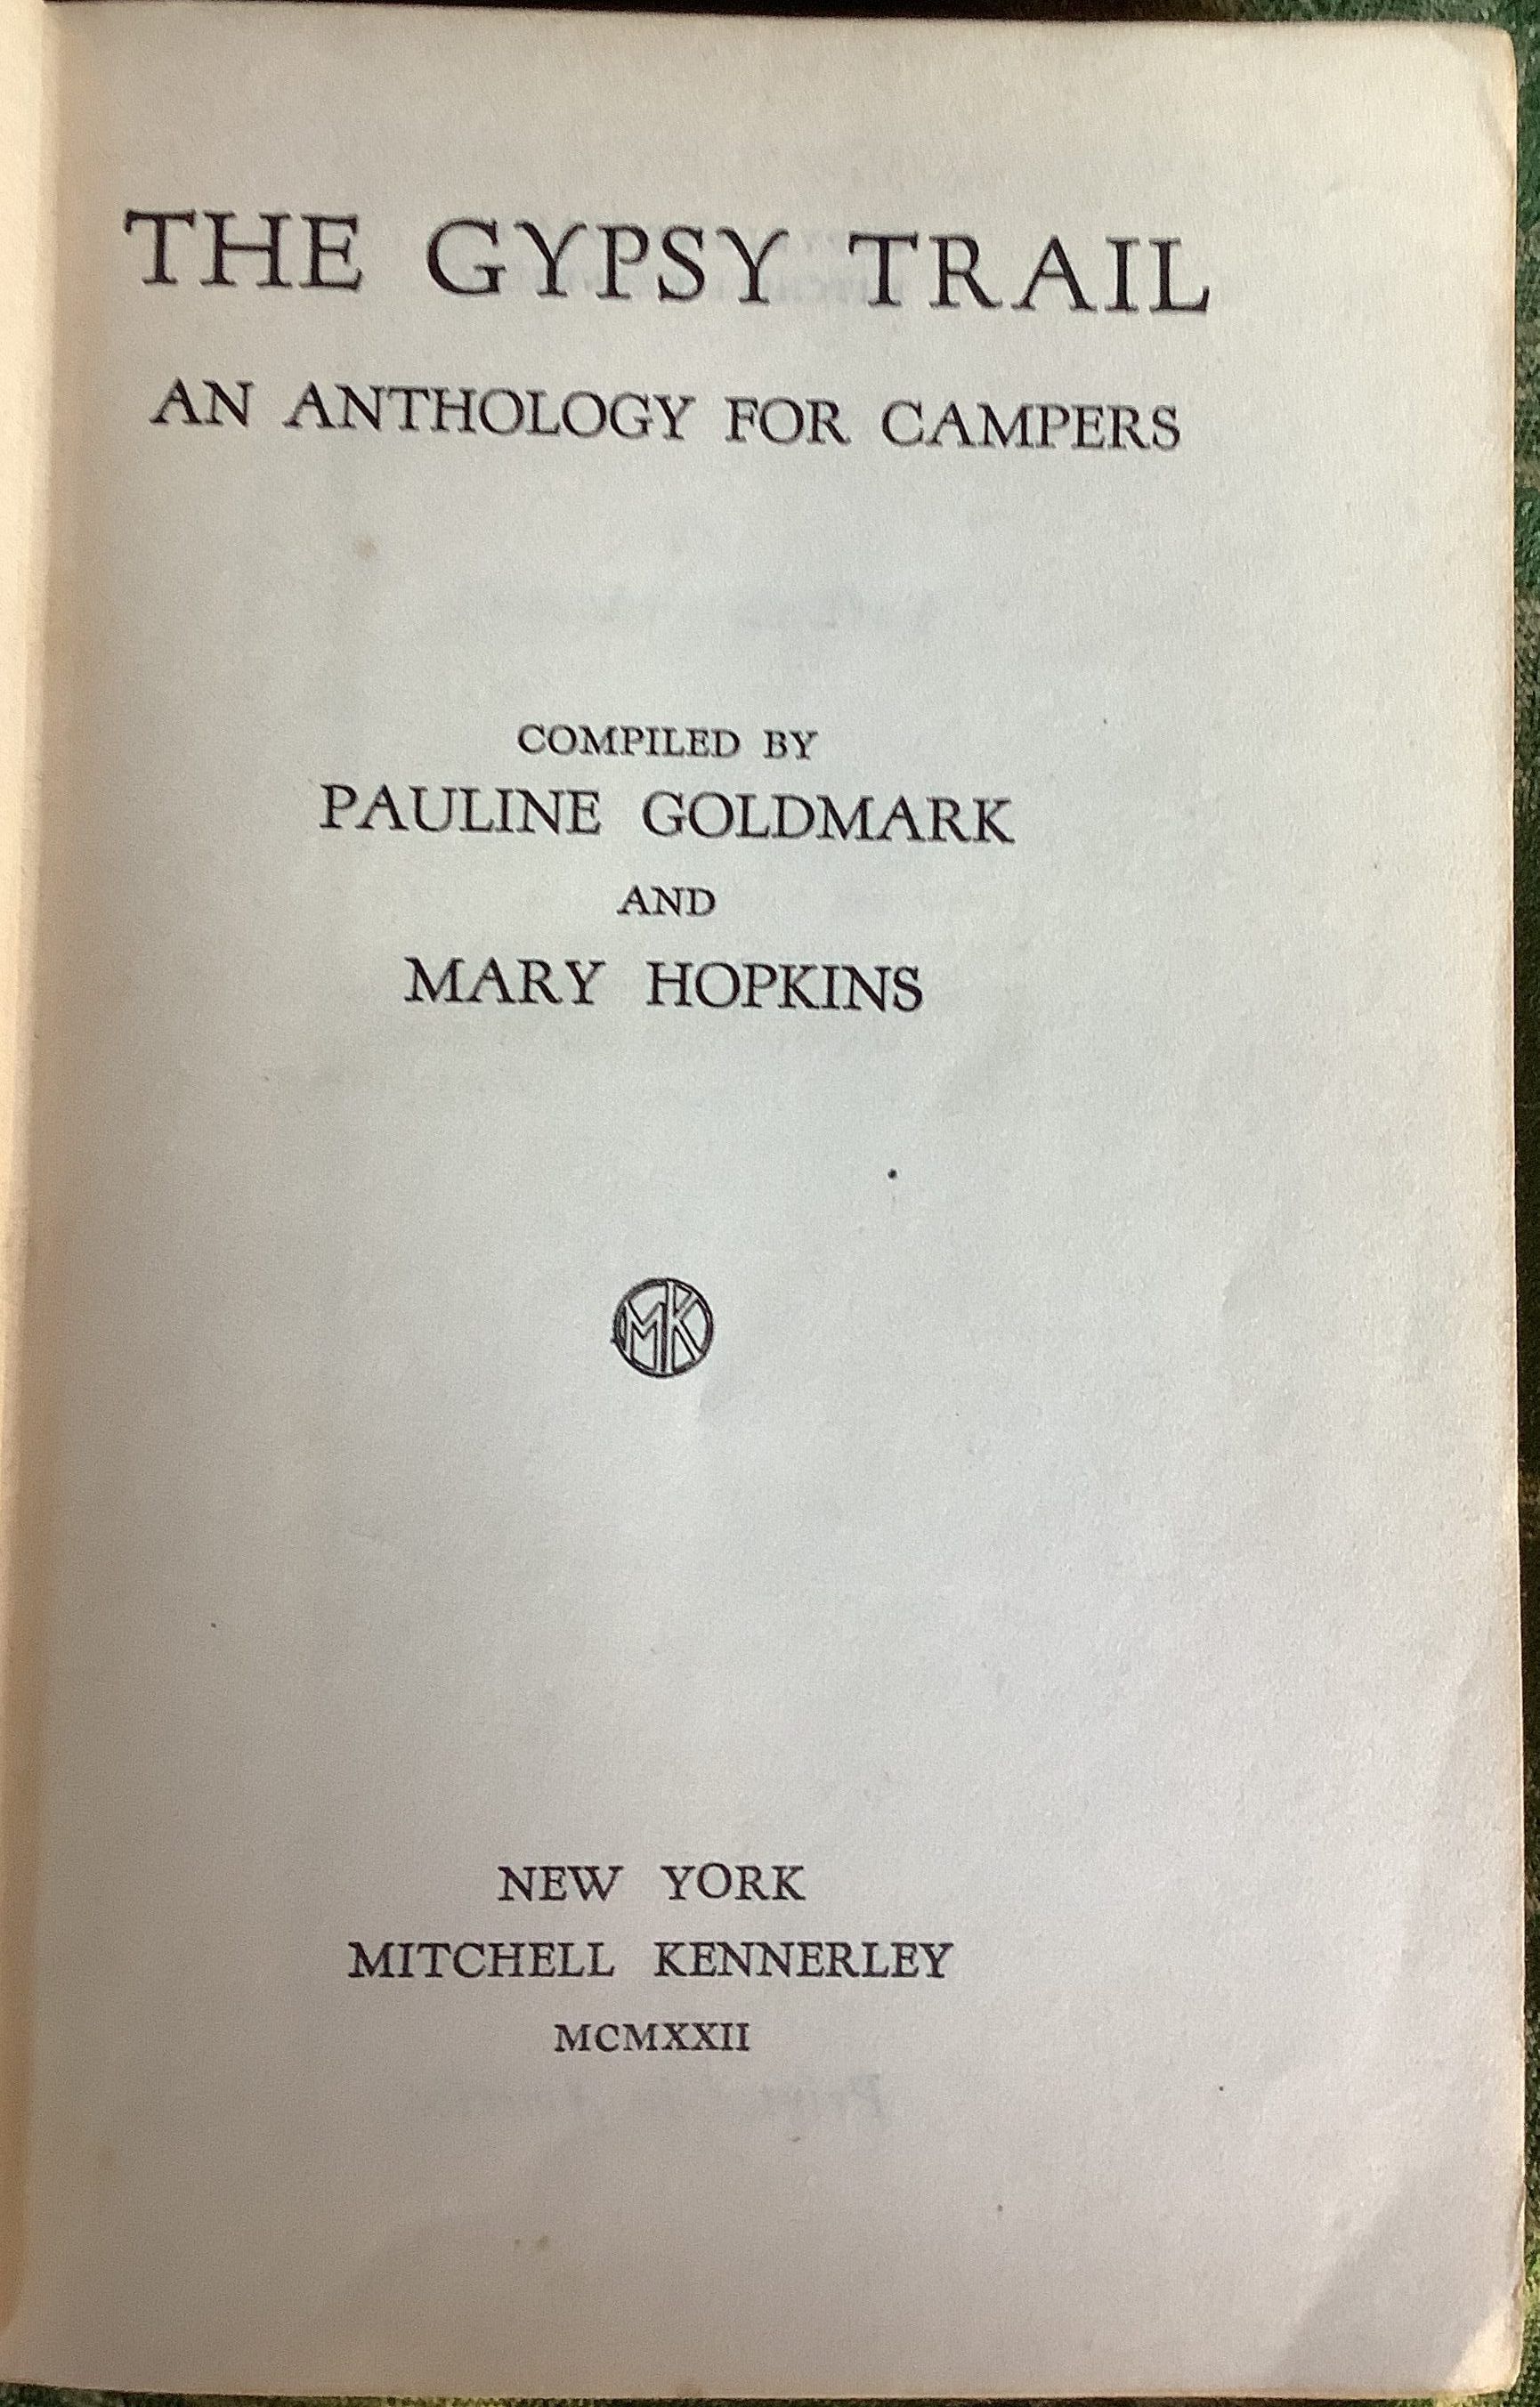 THE GYPSY TRAIL
AN ANTHOLOGY FOR CAMPERS
COMPILED BY
PAULINE GOLDMARK
AND
MARY HOPKINS
MK
NEW YORK
MITCHELL KENNERLEY
MCMXXII